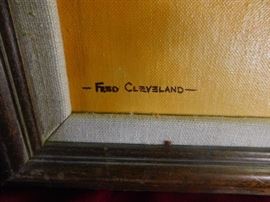 — FRED CLEVELAND —